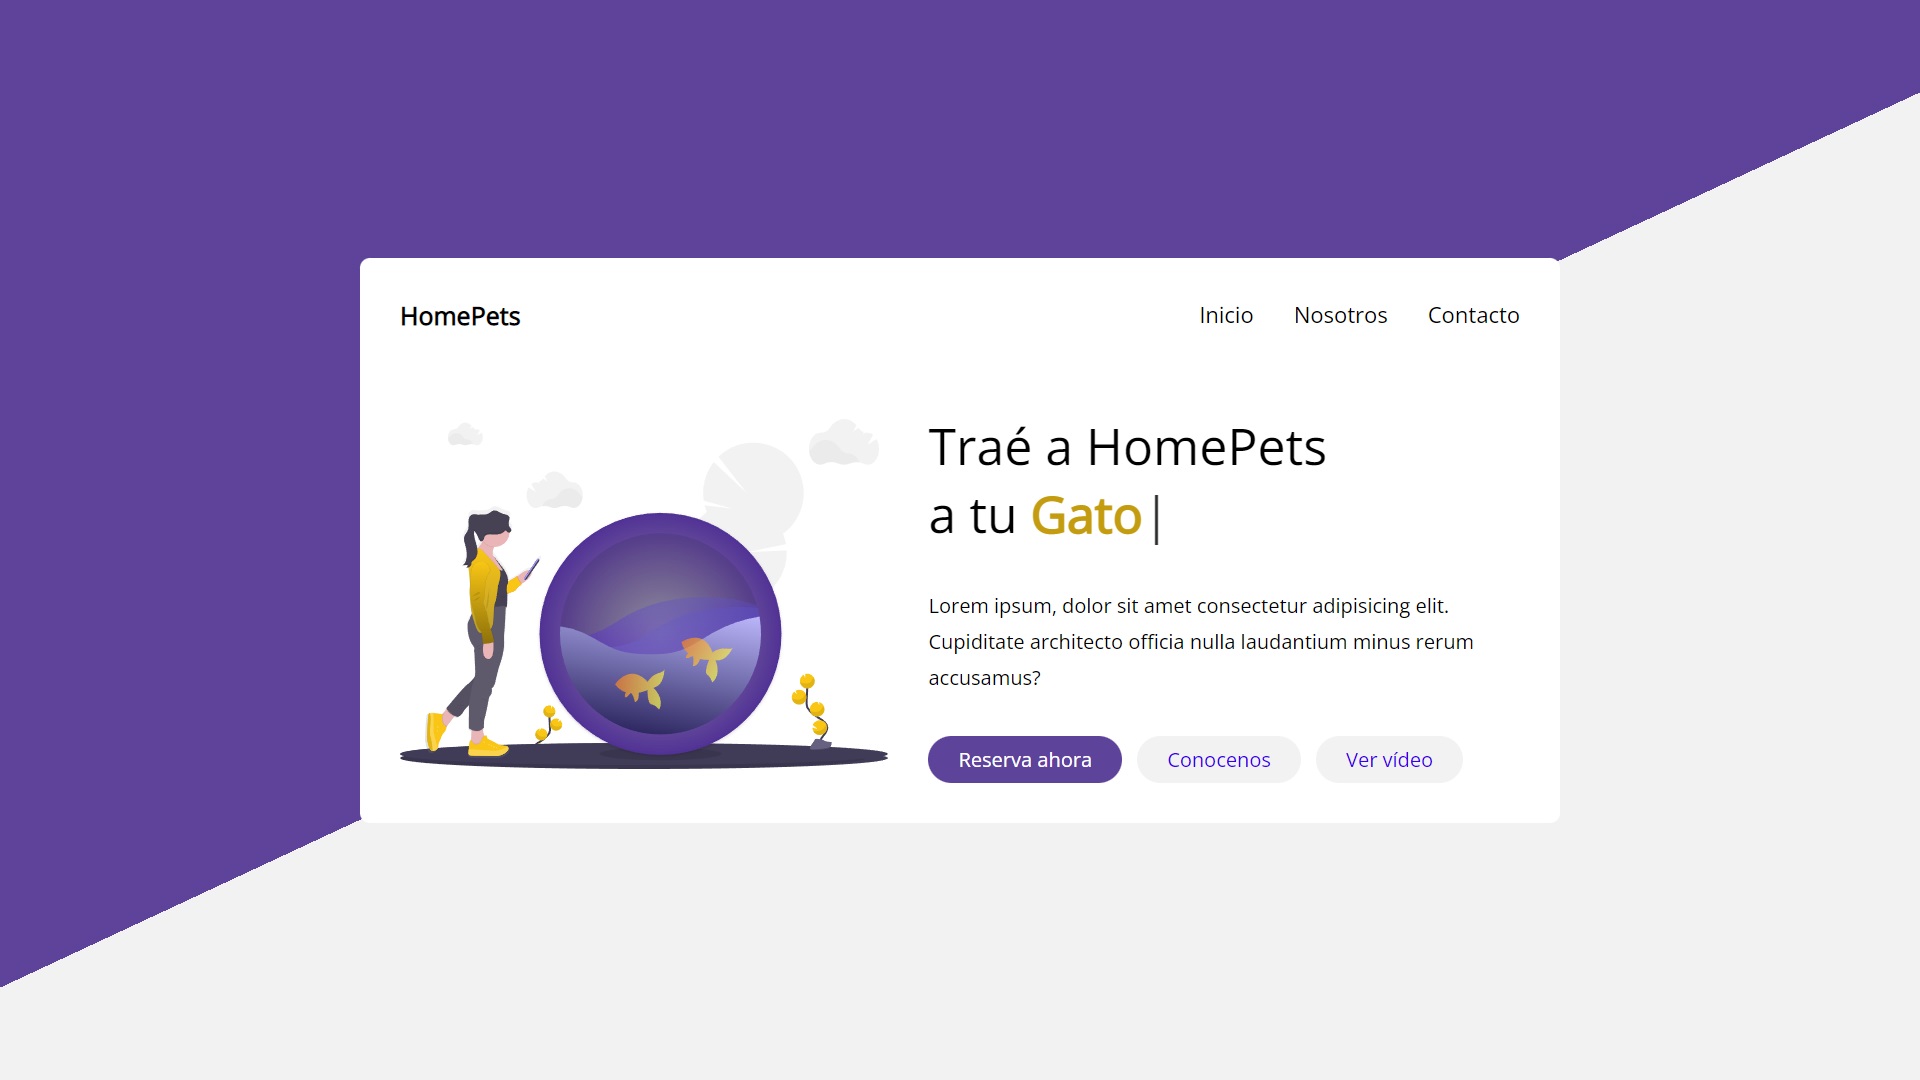 HomePets
Inicio Nosotros Contacto
Traé a HomePets
a tu Gato|
Lorem ipsum, dolor sit amet consectetur adipisicing elit.
Cupiditate architecto officia nulla laudantium minus rerum
accusamus?
Reserva ahora Conocenos Ver vídeo